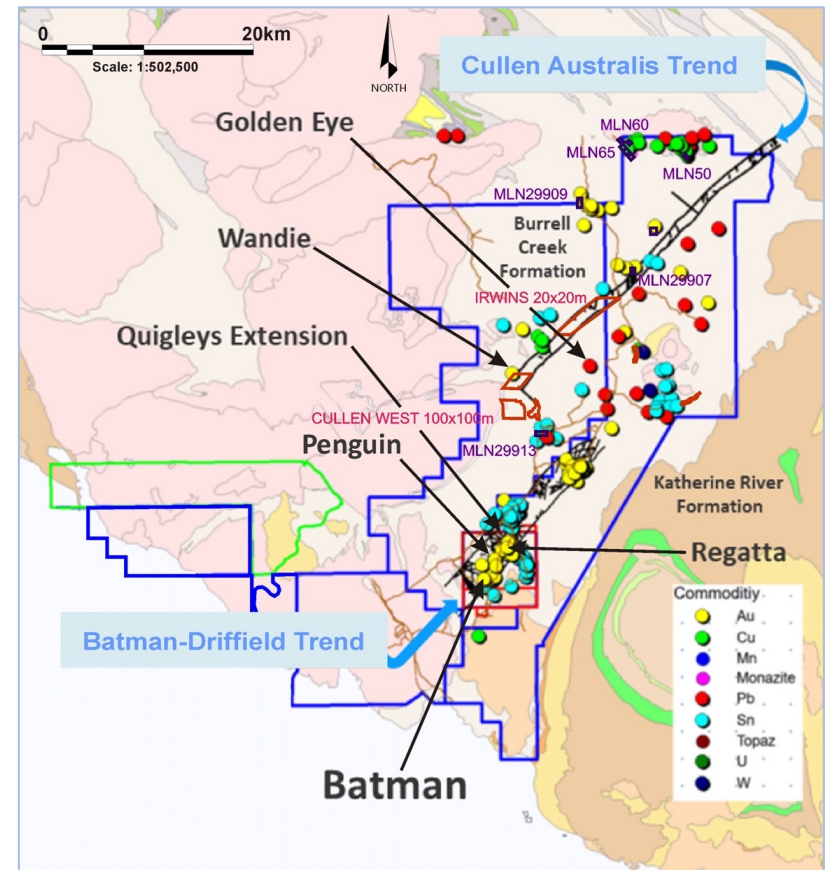 0 20km
Scale: 1:502,500
NORTH
Cullen Australis Trend
Golden Eye
MLN60
MLN65
MLN50
MLN29909
Wandie
Burrell
Creek
Formation
MLN29907
IRWINS 20x20m
Quigleys Extension
CULLEN WEST 100x100m
Penguin
MLN29913
Katherine River
Formation
Regatta
Batman-Driffield Trend
Batman
Commoditiy
Au
Cu
Mn
Monazite
Pb
Sn
Topaz
U
W